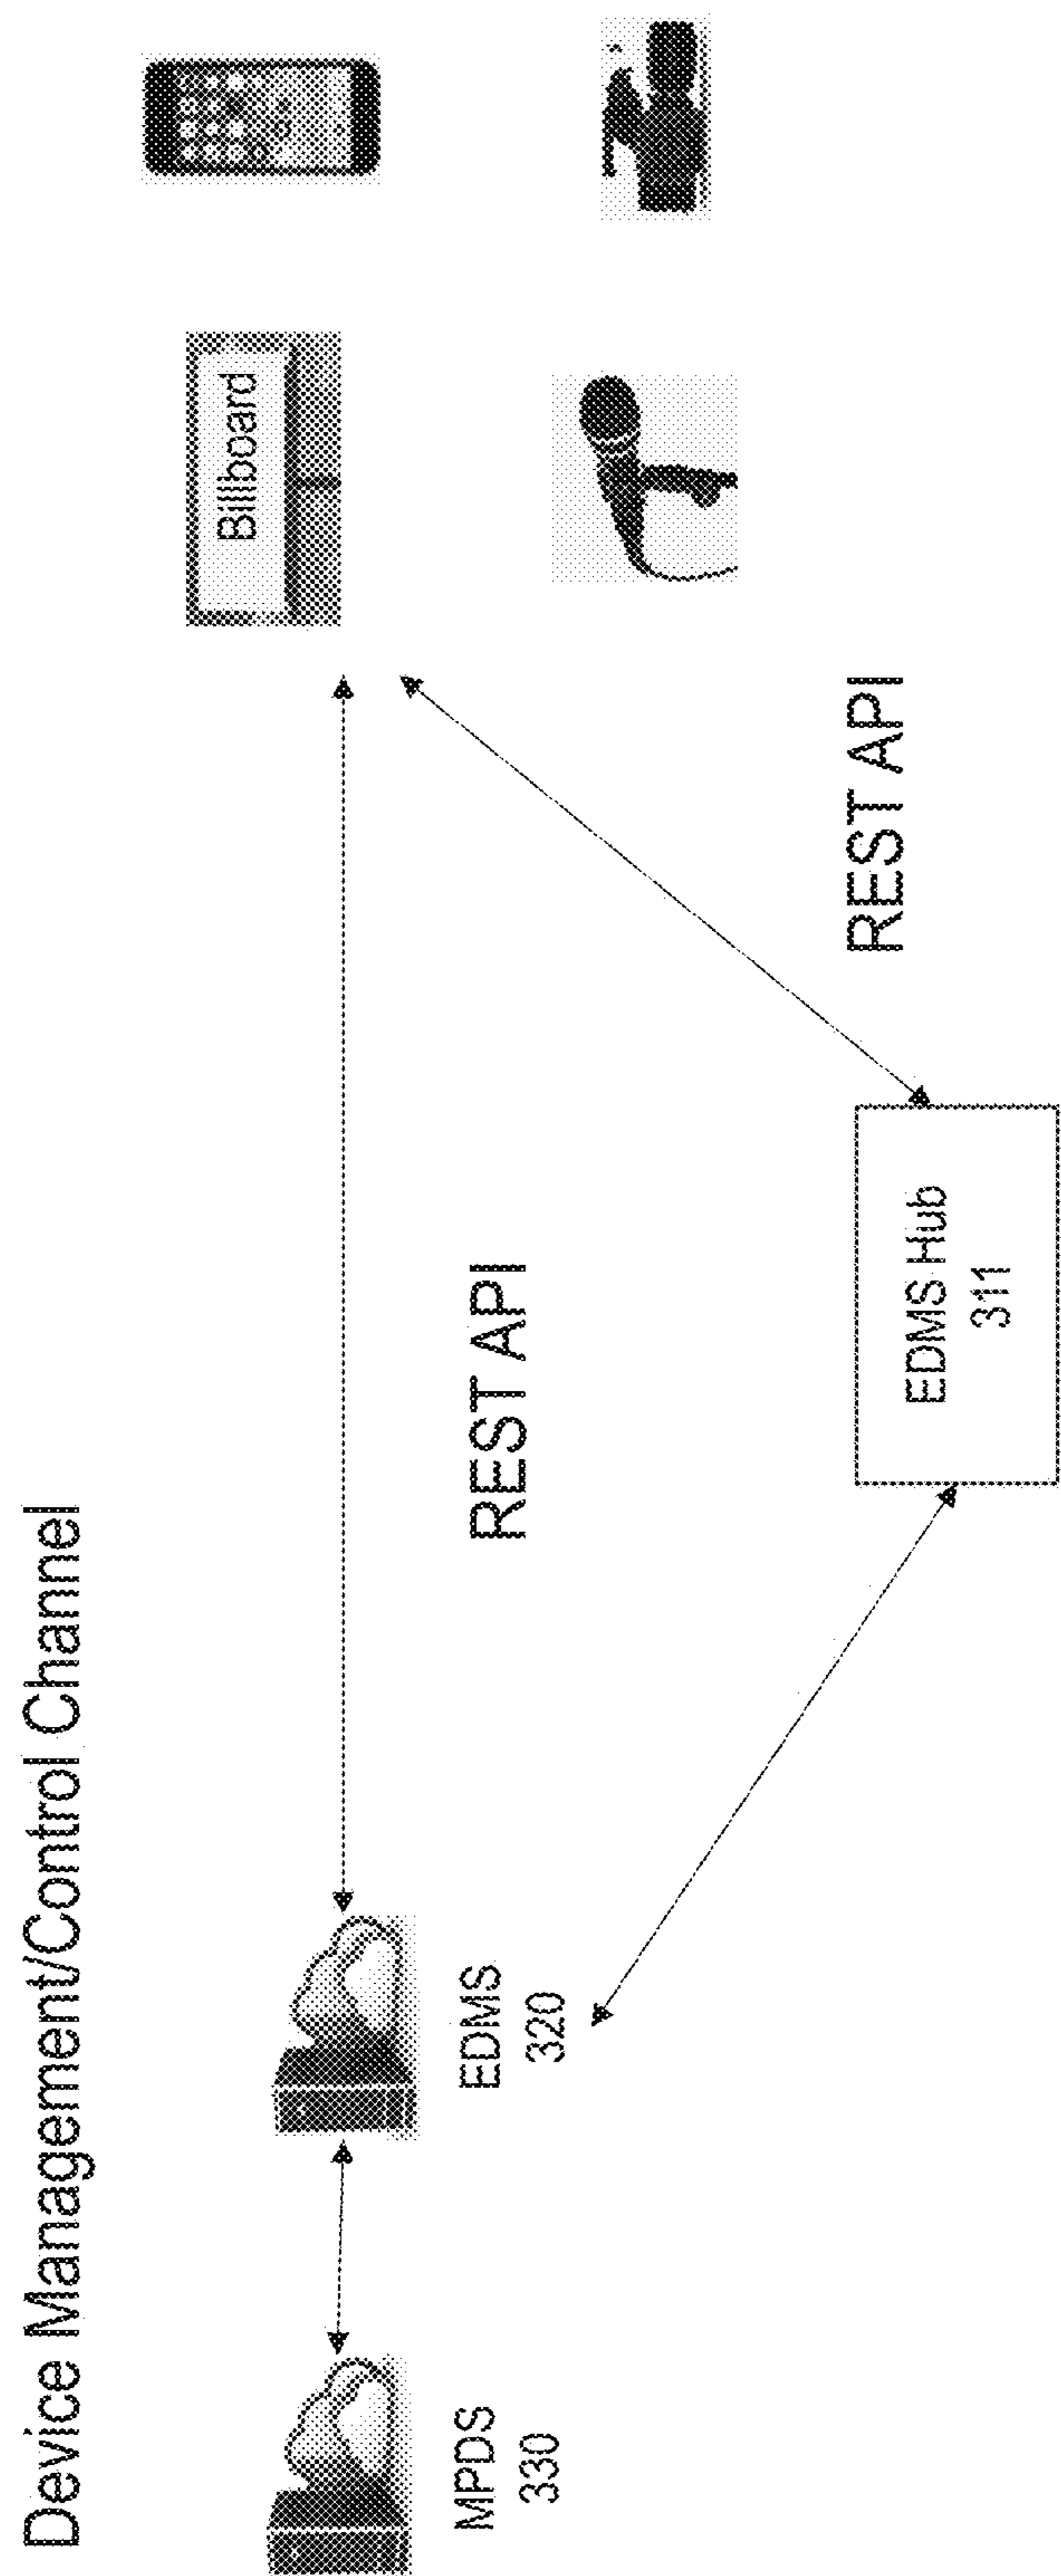 Device Management/Control Channel
Billboard
MPDS
330
EDMS
320
REST API
REST API
EDMS Hub
311